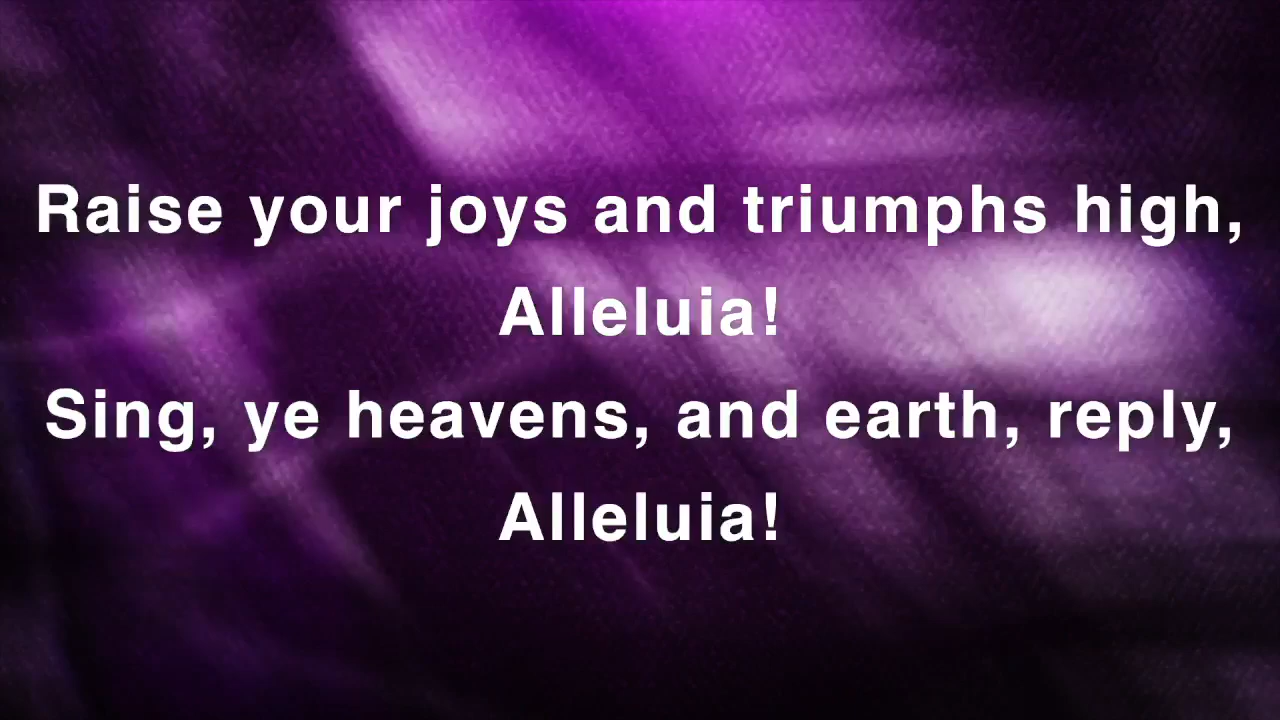 Raise your joys and triumphs high,
Alleluia!
Sing, ye heavens, and earth, reply,
Alleluia!